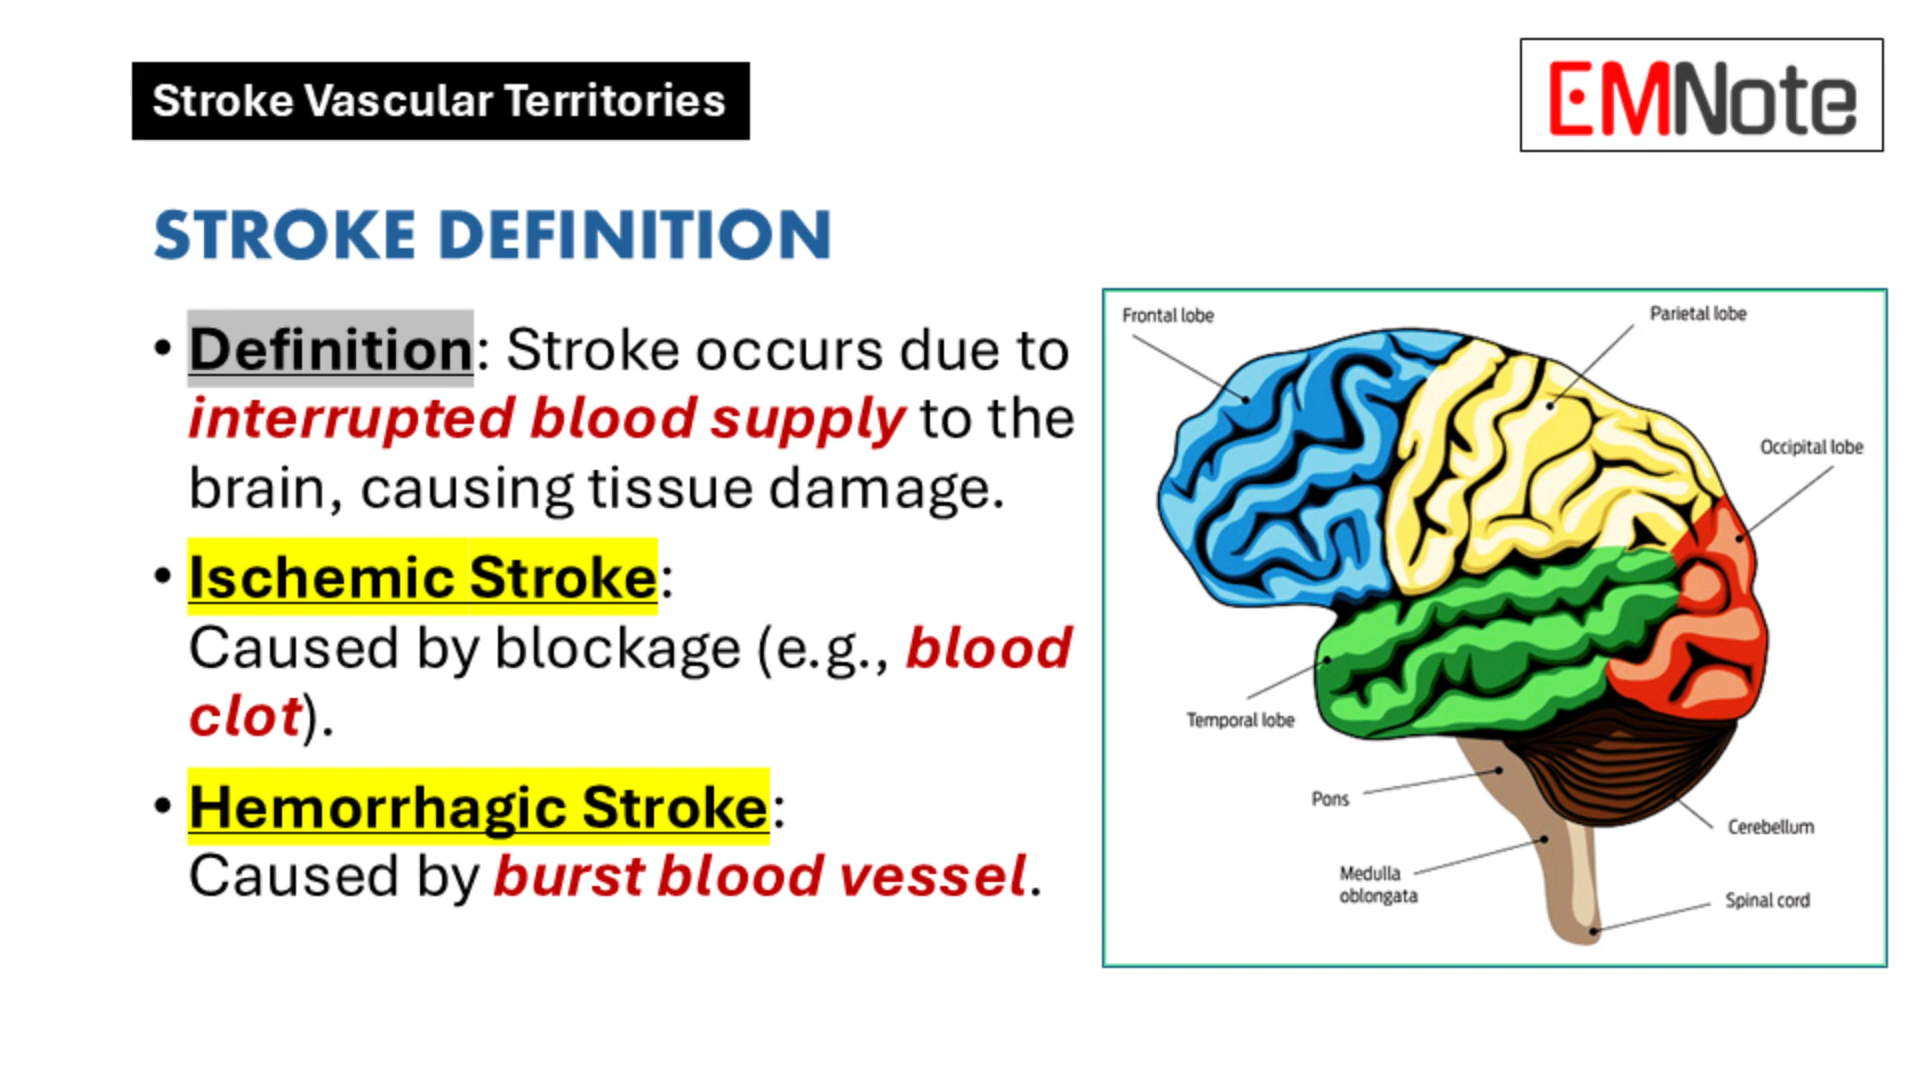 Stroke Vascular Territories
EMNote
STROKE DEFINITION
• Definition: Stroke occurs due to
interrupted blood supply to the
brain, causing tissue damage.
• Ischemic Stroke:
Caused by blockage (e.g., blood
clot).
• Hemorrhagic Stroke:
Caused by burst blood vessel.
Frontal lobe
Parietal lobe
Occipital lobe
Temporal lobe
Pons
Cerebellum
Medulla
oblongata
Spinal cord